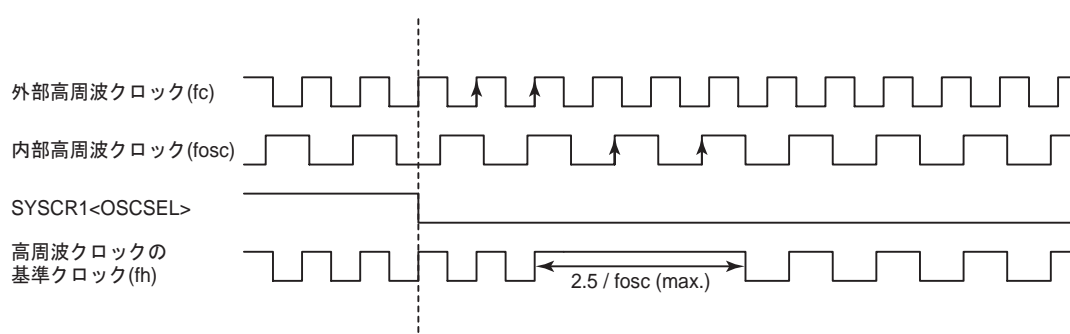 外部高周波クロック(fc)
内部高周波クロック(fosc)
SYSCR1<OSCSEL>
高周波クロックの
基準クロック(fh)
2.5 / fosc (max.)